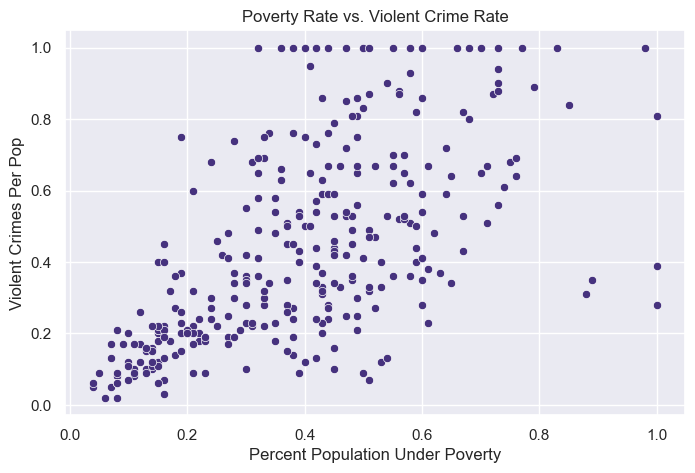 Poverty Rate vs. Violent Crime Rate
1.0
0.8
0.6
0.4
0.2
0.0
Violent Crimes Per Pop
0.0 0.2 0.4 0.6 0.8 1.0
Percent Population Under Poverty